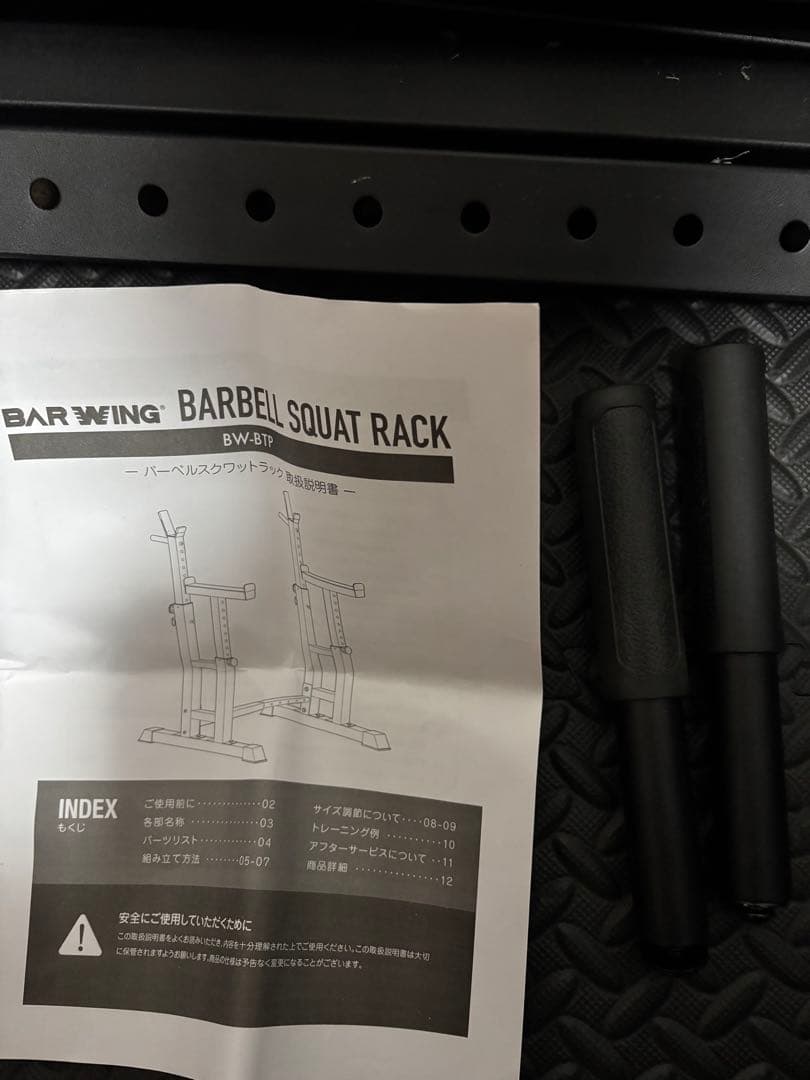 BARWING® BARBELL SQUAT RACK
BW-BTP
― バーベルスクワットラック 取扱説明書 ―
INDEX
もくじ
ご使用前に··············02
各部名称 ···············03
パーツリスト·············04
組み立て方法 ········05-07
サイズ調節について····08-09
トレーニング例 ··········10
アフターサービスについて ··11
商品詳細 ···············12
安全にご使用していただくために
この取扱説明書をよくお読みいただき、内容を十分理解された上でご使用ください。この取扱説明書は大切
に保管されますようお願いします。商品の仕様は予告なく変更になることがございます。